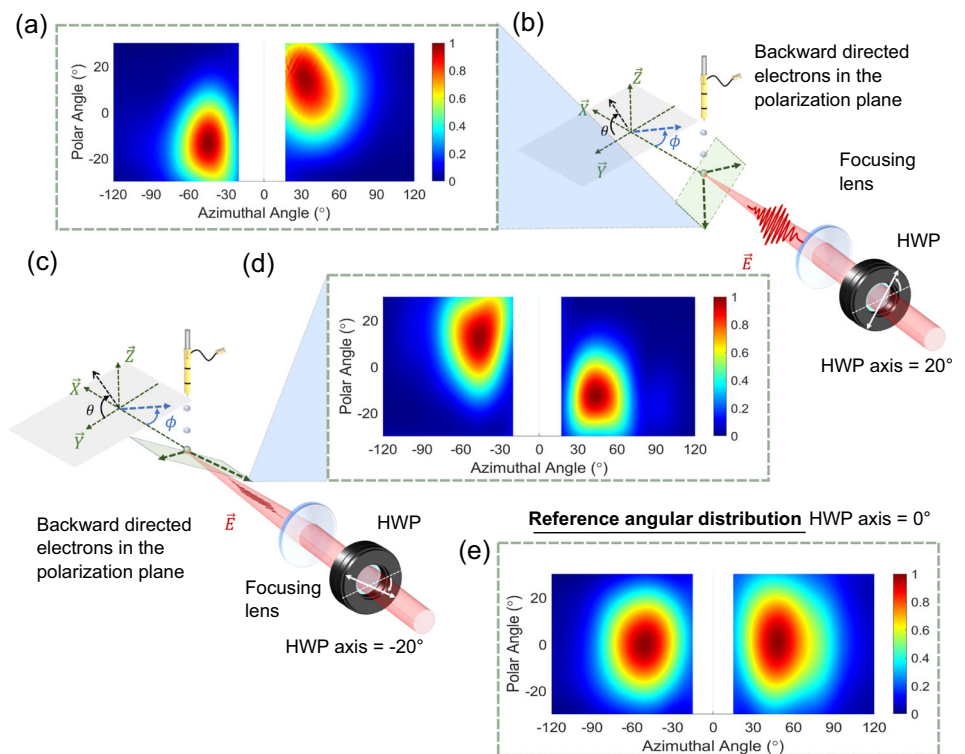 (a)
Polar Angle (°)
20
0
-20
-120 -90 -60 -30 0 30 60 90 120
Azimuthal Angle (°)
1
0.8
0.6
0.4
0.2
0
(b)
Backward directed
electrons in the
polarization plane
Z
X
θ
ϕ
Y
Focusing
lens
E
HWP
HWP axis = 20°
(c)
Z
X
θ
ϕ
Y
E
Backward directed
electrons in the
polarization plane
HWP
Focusing
lens
HWP axis = -20°
(d)
Polar Angle (°)
20
0
-20
-120 -90 -60 -30 0 30 60 90 120
Azimuthal Angle (°)
1
0.8
0.6
0.4
0.2
0
Reference angular distribution HWP axis = 0°
(e)
Polar Angle (°)
20
0
-20
-120 -90 -60 -30 0 30 60 90 120
Azimuthal Angle (°)
1
0.8
0.6
0.4
0.2
0